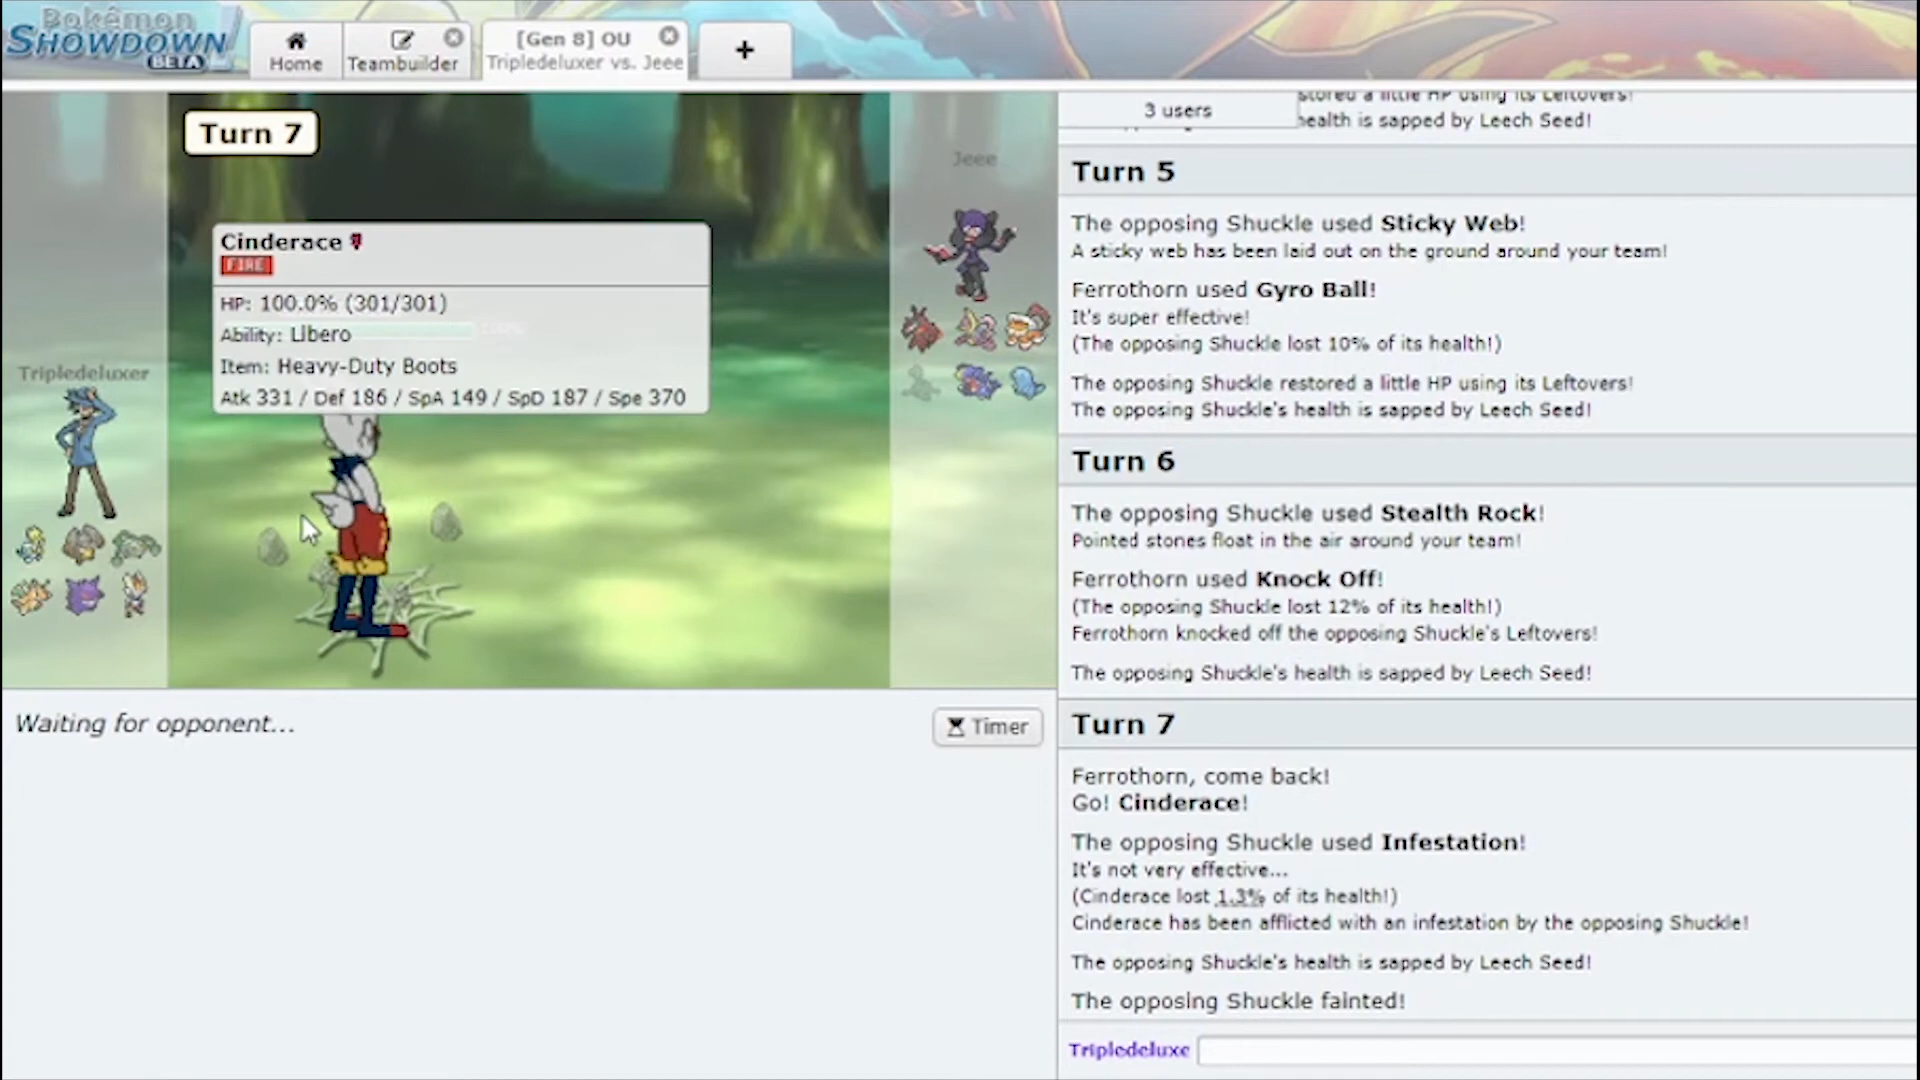 Pokémon
SHOWDOWN
BETA
Home
Teambuilder
[Gen 8] OU
Tripledeluxer vs. Jeee
+
Turn 7
Jeee
Cinderace
FIRE
HP: 100.0% (301/301)
Ability: Libero
Item: Heavy-Duty Boots
Atk 331 / Def 186 / SpA 149 / SpD 187 / Spe 370
Tripledeluxer
Waiting for opponent...
Timer
3 users
stored a little HP using its Leftovers!
health is sapped by Leech Seed!
Turn 5
The opposing Shuckle used Sticky Web!
A sticky web has been laid out on the ground around your team!
Ferrothorn used Gyro Ball!
It's super effective!
(The opposing Shuckle lost 10% of its health!)
The opposing Shuckle restored a little HP using its Leftovers!
The opposing Shuckle's health is sapped by Leech Seed!
Turn 6
The opposing Shuckle used Stealth Rock!
Pointed stones float in the air around your team!
Ferrothorn used Knock Off!
(The opposing Shuckle lost 12% of its health!)
Ferrothorn knocked off the opposing Shuckle's Leftovers!
The opposing Shuckle's health is sapped by Leech Seed!
Turn 7
Ferrothorn, come back!
Go! Cinderace!
The opposing Shuckle used Infestation!
It's not very effective...
(Cinderace lost 1.3% of its health!)
Cinderace has been afflicted with an infestation by the opposing Shuckle!
The opposing Shuckle's health is sapped by Leech Seed!
The opposing Shuckle fainted!
Tripledeluxe